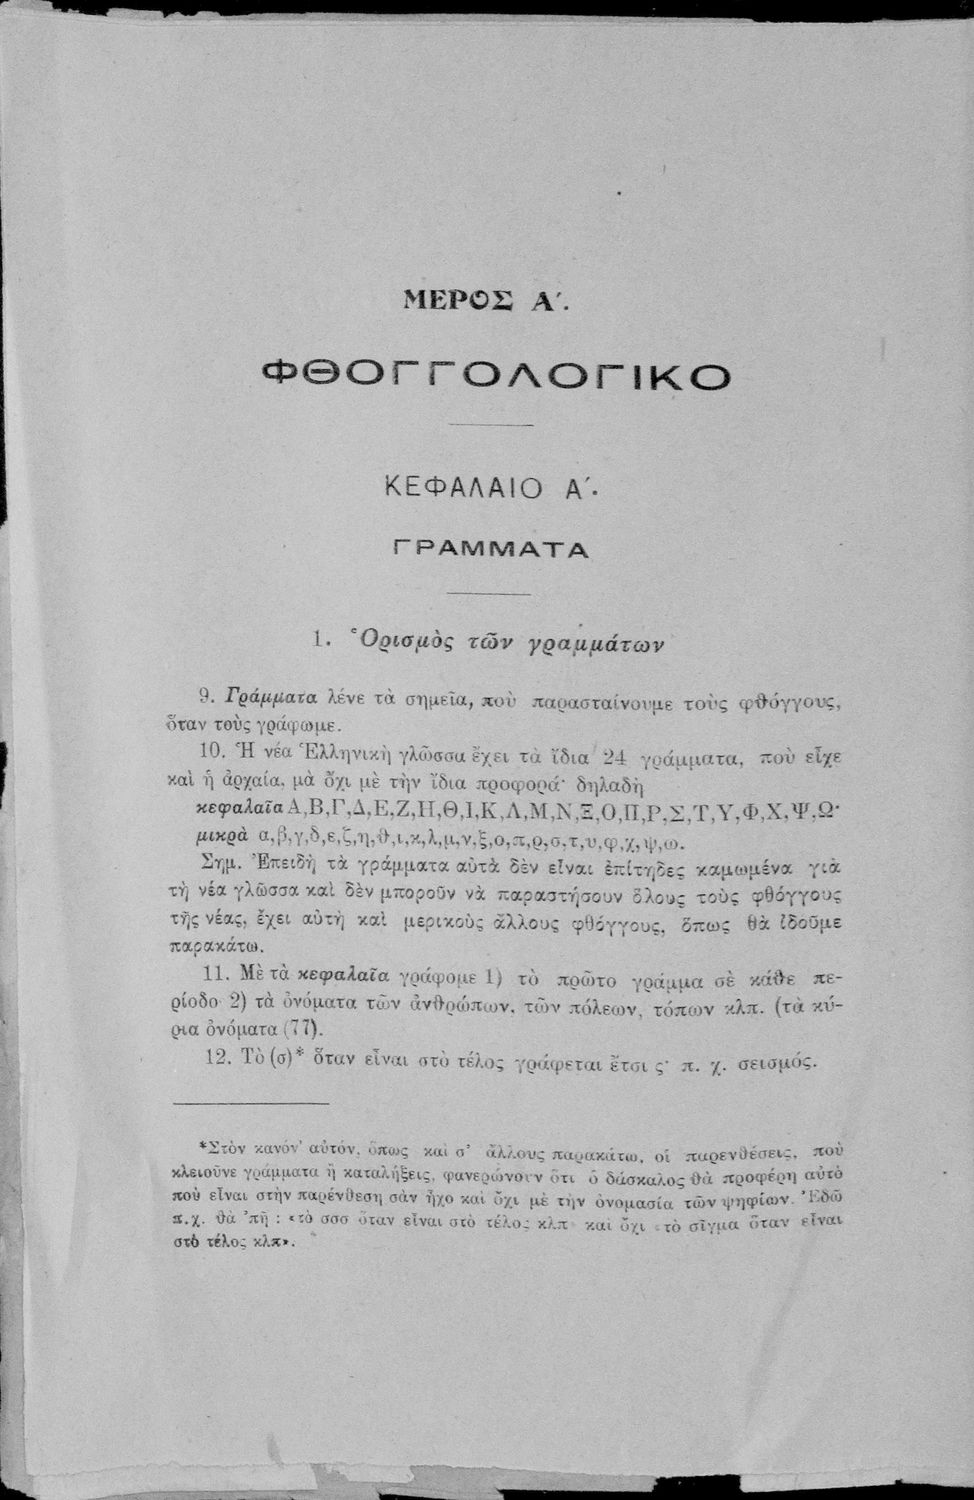 ΜΕΡΟΣ Α΄.
ΦΘΟΓΓΟΛΟΓΙΚΟ
ΚΕΦΑΛΑΙΟ Α΄.
ΓΡΑΜΜΑΤΑ
1. Ὁρισμὸς τῶν γραμμάτων
9. Γράμματα λένε τὰ σημεῖα, ποὺ παρασταίνουμε τοὺς φθόγγους,
ὅταν τοὺς γράφωμε.
10. Ἡ νέα Ἑλληνικὴ γλῶσσα ἔχει τὰ ἴδια 24 γράμματα, ποὺ εἶχε
καὶ ἡ ἀρχαία, μὰ ὄχι μὲ τὴν ἴδια προφορά· δηλαδὴ
κεφαλαῖα Α,Β,Γ,Δ,Ε,Ζ,Η,Θ,Ι,Κ,Λ,Μ,Ν,Ξ,Ο,Π,Ρ,Σ,Τ,Υ,Φ,Χ,Ψ,Ω·
μικρὰ α,β,γ,δ,ε,ζ,η,θ,ι,κ,λ,μ,ν,ξ,ο,π,ρ,σ,τ,υ,φ,χ,ψ,ω.
Σημ. Ἐπειδὴ τὰ γράμματα αὐτὰ δὲν εἶναι ἐπίτηδες καμωμένα γιὰ
τὴ νέα γλῶσσα καὶ δὲν μποροῦν νὰ παραστήσουν ὅλους τοὺς φθόγγους
τῆς νέας, ἔχει αὐτὴ καὶ μερικοὺς ἄλλους φθόγγους, ὅπως θὰ ἰδοῦμε
παρακάτω.
11. Μὲ τὰ κεφαλαῖα γράφομε 1) τὸ πρῶτο γράμμα σὲ κάθε πε-
ρίοδο 2) τὰ ὀνόματα τῶν ἀνθρώπων, τῶν πόλεων, τόπων κλπ. (τὰ κύ-
ρια ὀνόματα (77).
12. Τὸ (σ)* ὅταν εἶναι στὸ τέλος γράφεται ἔτσι ς· π. χ. σεισμός.
*Στὸν κανόν' αὐτόν, ὅπως καὶ σ' ἄλλους παρακάτω, οἱ παρενθέσεις, ποὺ
κλειοῦνε γράμματα ἢ καταλήξεις, φανερώνουν ὅτι ὁ δάσκαλος θὰ προφέρη αὐτὸ
ποὺ εἶναι στὴν παρένθεση σὰν ἦχο καὶ ὄχι μὲ τὴν ὀνομασία τῶν ψηφίων. Ἐδῶ
π.χ. θὰ 'πῆ : «τὸ σσσ ὅταν εἶναι στὸ τέλος κλπ» καὶ ὄχι «τὸ σῖγμα ὅταν εἶναι
στὸ τέλος κλπ».